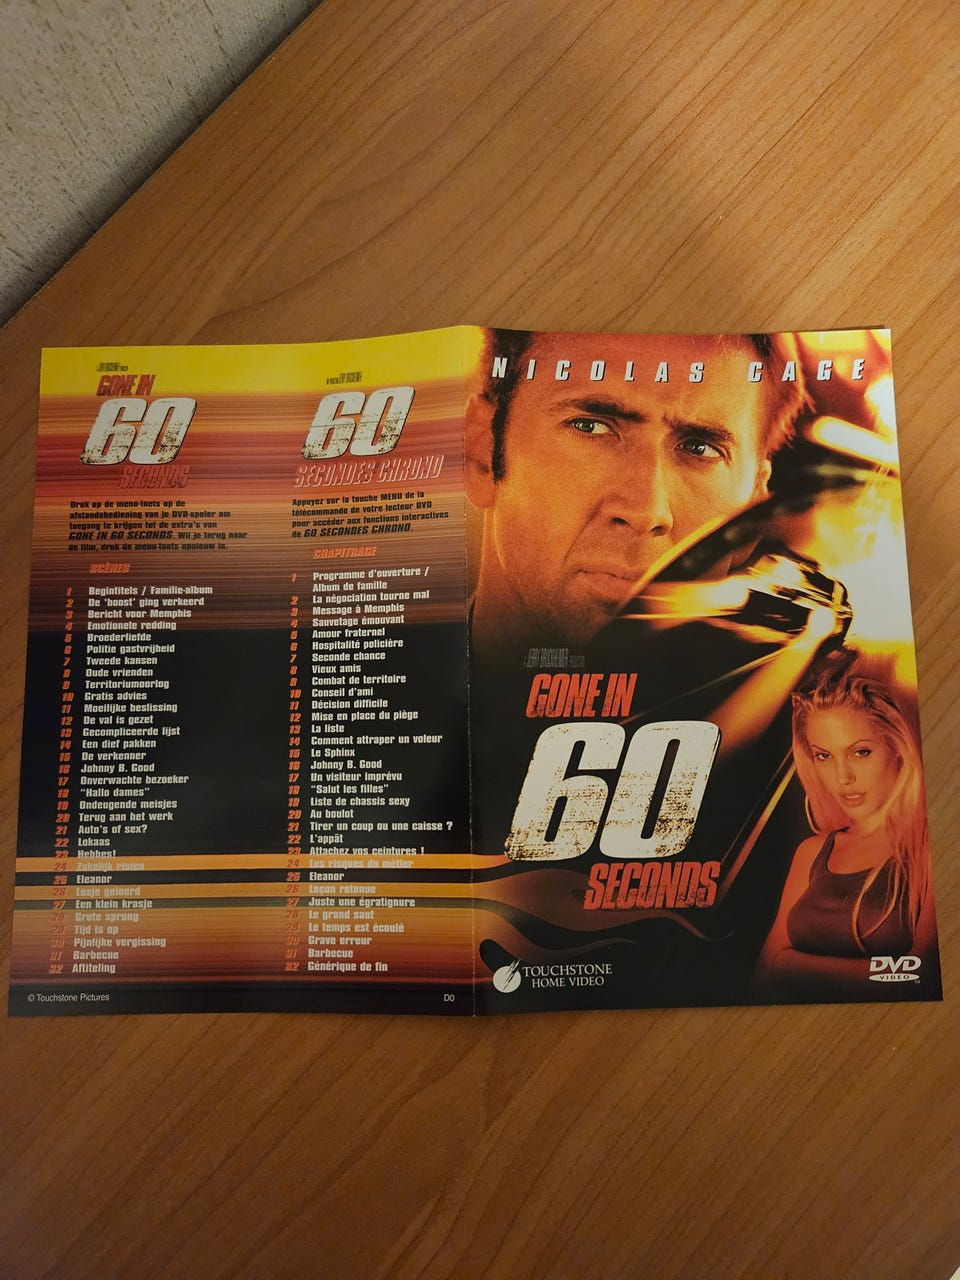 GONE IN
60
SECONDS
Druk op de menu-toets op de
afstandsbediening van je DVD-speler om
toegang te krijgen tot de extra's van
GONE IN 60 SECONDS. Wil je terug naar
de film, druk de menu-toets opnieuw in.
SCÈNES
1 Begintitels / Familie-album
2 De 'boost' ging verkeerd
3 Bericht voor Memphis
4 Emotionele redding
5 Broederliefde
6 Politie gastvrijheid
7 Tweede kansen
8 Oude vrienden
9 Territoriumoorlog
10 Gratis advies
11 Moeilijke beslissing
12 De val is gezet
13 Gecompliceerde lijst
14 Een dief pakken
15 De verkenner
16 Johnny B. Good
17 Onverwachte bezoeker
18 "Hallo dames"
19 Ondeugende meisjes
20 Terug aan het werk
21 Auto's of sex?
22 Lokaas
23 Hebbes!
24 Zakelijk risico
25 Eleanor
26 Lesje geleerd
27 Een klein krasje
28 Grote sprong
29 Tijd is op
30 Pijnlijke vergissing
31 Barbecue
32 Aftiteling
© Touchstone Pictures
60
SECONDES CHRONO
Appuyez sur la touche MENU de la
télécommande de votre lecteur DVD
pour accéder aux fonctions interactives
de 60 SECONDES CHRONO.
CHAPITRAGE
1 Programme d'ouverture /
Album de famille
2 La négociation tourne mal
3 Message à Memphis
4 Sauvetage émouvant
5 Amour fraternel
6 Hospitalité policière
7 Seconde chance
8 Vieux amis
9 Combat de territoire
10 Conseil d'ami
11 Décision difficile
12 Mise en place du piège
13 La liste
14 Comment attraper un voleur
15 Le Sphinx
16 Johnny B. Good
17 Un visiteur imprévu
18 "Salut les filles"
19 Liste de chassis sexy
20 Au boulot
21 Tirer un coup ou une caisse ?
22 L'appât
23 Attachez vos ceintures !
24 Les risques du métier
25 Eleanor
26 Leçon retenue
27 Juste une égratignure
28 Le grand saut
29 Le temps est écoulé
30 Grave erreur
31 Barbecue
32 Générique de fin
D0
NICOLAS CAGE
JERRY BRUCKHEIMER
GONE IN
60
SECONDS
TOUCHSTONE
HOME VIDEO
DVD
VIDEO
TM